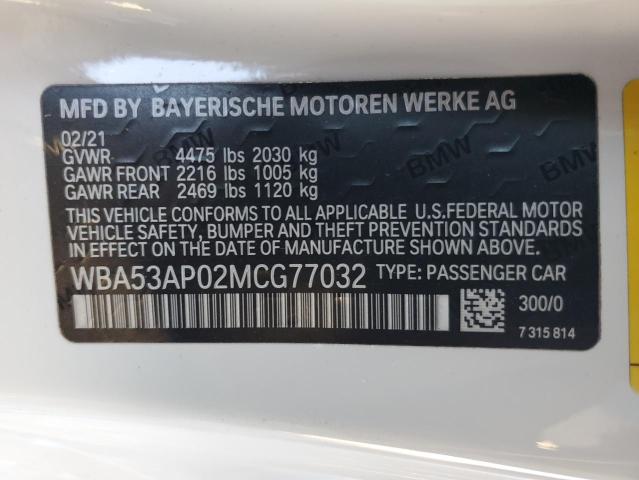 MFD BY BAYERISCHE MOTOREN WERKE AG
02/21
GVWR 4475 lbs 2030 kg
GAWR FRONT 2216 lbs 1005 kg
GAWR REAR 2469 lbs 1120 kg
THIS VEHICLE CONFORMS TO ALL APPLICABLE U.S.FEDERAL MOTOR
VEHICLE SAFETY, BUMPER AND THEFT PREVENTION STANDARDS
IN EFFECT ON THE DATE OF MANUFACTURE SHOWN ABOVE.
WBA53AP02MCG77032 TYPE: PASSENGER CAR
300/0
7 315 814
BMW
BMW